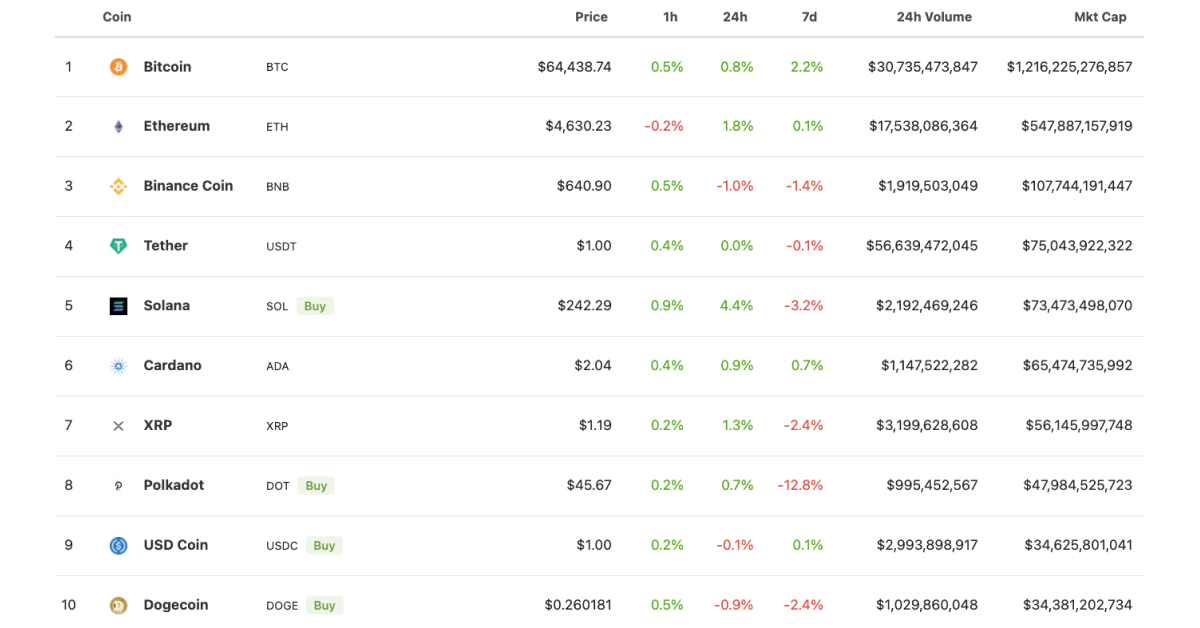 Coin Price 1h 24h 7d 24h Volume Mkt Cap
1 Bitcoin BTC $64,438.74 0.5% 0.8% 2.2% $30,735,473,847 $1,216,225,276,857
2 Ethereum ETH $4,630.23 -0.2% 1.8% 0.1% $17,538,086,364 $547,887,157,919
3 Binance Coin BNB $640.90 0.5% -1.0% -1.4% $1,919,503,049 $107,744,191,447
4 Tether USDT $1.00 0.4% 0.0% -0.1% $56,639,472,045 $75,043,922,322
5 Solana SOL Buy $242.29 0.9% 4.4% -3.2% $2,192,469,246 $73,473,498,070
6 Cardano ADA $2.04 0.4% 0.9% 0.7% $1,147,522,282 $65,474,735,992
7 XRP XRP $1.19 0.2% 1.3% -2.4% $3,199,628,608 $56,145,997,748
8 Polkadot DOT Buy $45.67 0.2% 0.7% -12.8% $995,452,567 $47,984,525,723
9 USD Coin USDC Buy $1.00 0.2% -0.1% 0.1% $2,993,898,917 $34,625,801,041
10 Dogecoin DOGE Buy $0.260181 0.5% -0.9% -2.4% $1,029,860,048 $34,381,202,734